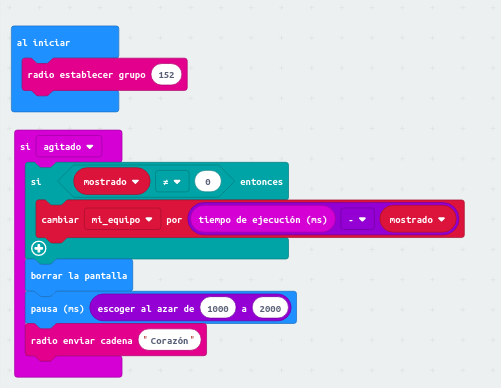 al iniciar
radio establecer grupo 152
si agitado
si mostrado ≠ 0 entonces
cambiar mi_equipo por tiempo de ejecución (ms) - mostrado
borrar la pantalla
pausa (ms) escoger al azar de 1000 a 2000
radio enviar cadena "Corazón"